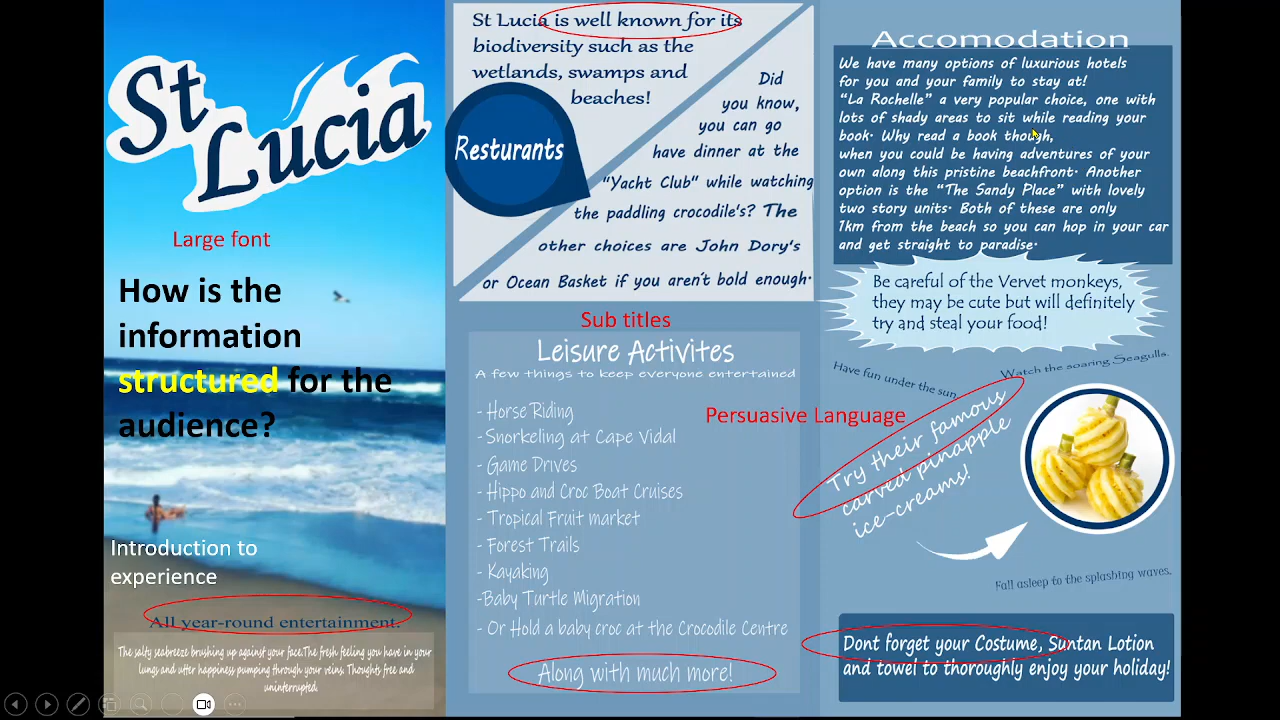 St
Lucia
Large font
How is the
information
structured for the
audience?
Introduction to
experience
All year-round entertainment.
The salty seabreeze brushing up against your face.The fresh feeling you have in your
lungs and utter happiness pumping through your veins. Thoughts free and
uninterrupted.
St Lucia is well known for its
biodiversity such as the
wetlands, swamps and
beaches!
Resturants
Did
you know,
you can go
have dinner at the
"Yacht Club" while watching
the paddling crocodile's? The
other choices are John Dory's
or Ocean Basket if you aren't bold enough.
Sub titles
Leisure Activites
A few things to keep everyone entertained
- Horse Riding
- Snorkeling at Cape Vidal
- Game Drives
- Hippo and Croc Boat Cruises
- Tropical Fruit market
- Forest Trails
- Kayaking
-Baby Turtle Migration
- Or Hold a baby croc at the Crocodile Centre
Along with much more!
Persuasive Language
Accomodation
We have many options of luxurious hotels
for you and your family to stay at!
"La Rochelle" a very popular choice, one with
lots of shady areas to sit while reading your
book. Why read a book though,
when you could be having adventures of your
own along this pristine beachfront. Another
option is the "The Sandy Place" with lovely
two story units. Both of these are only
1km from the beach so you can hop in your car
and get straight to paradise.
Be careful of the Vervet monkeys,
they may be cute but will definitely
try and steal your food!
Have fun under the sun.
Watch the soaring Seagulls.
Try their famous
carved pinapple
ice-creams!
Fall asleep to the splashing waves.
Dont forget your Costume, Suntan Lotion
and towel to thoroughly enjoy your holiday!